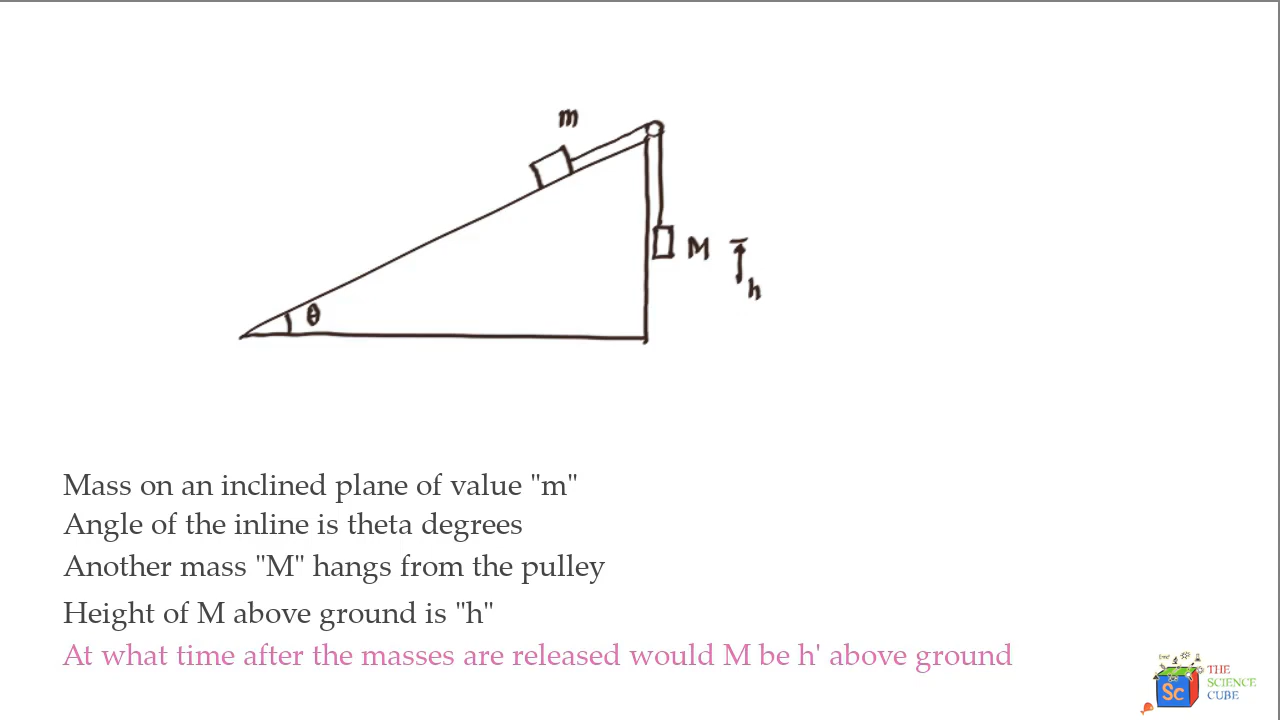 m
M
h
θ
Mass on an inclined plane of value "m"
Angle of the inline is theta degrees
Another mass "M" hangs from the pulley
Height of M above ground is "h"
At what time after the masses are released would M be h' above ground
Sc
THE
SCIENCE
CUBE